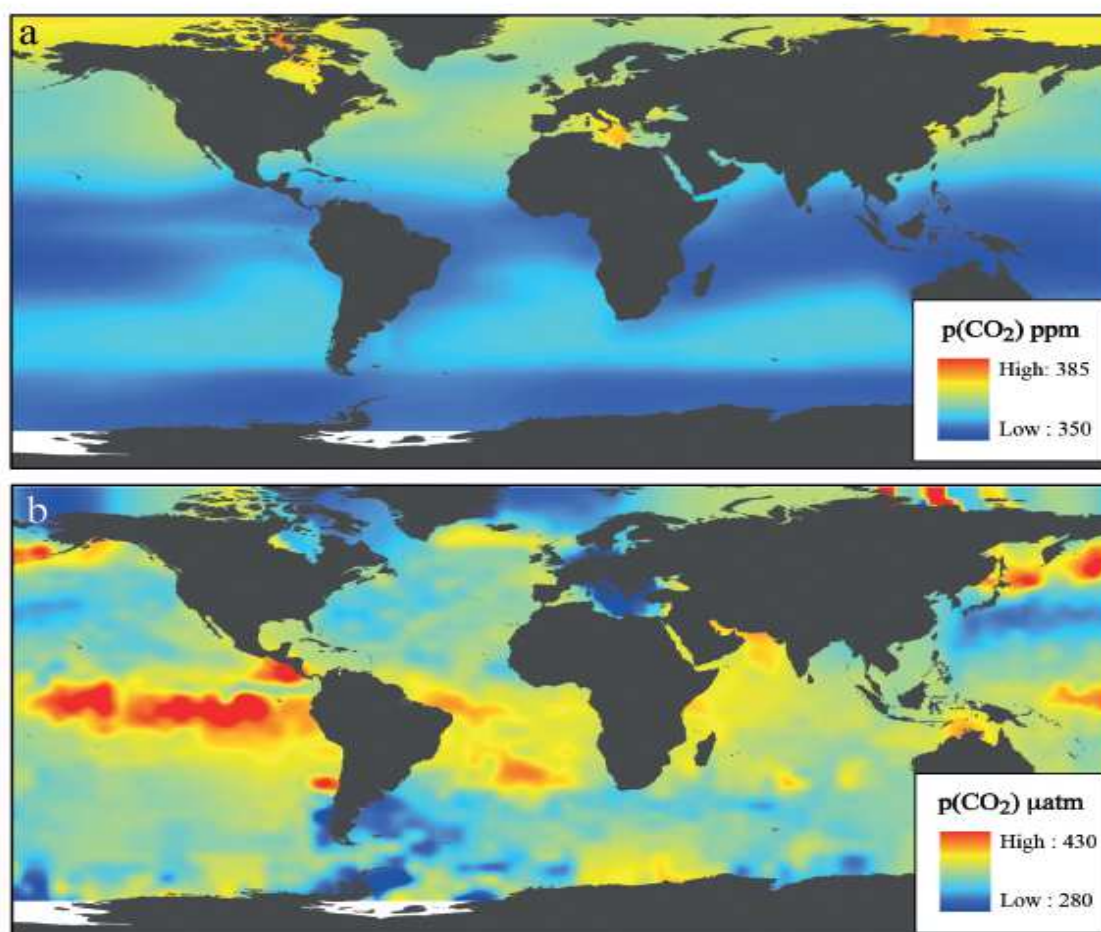 a
p(CO₂) ppm
High: 385
Low : 350
b
p(CO₂) µatm
High : 430
Low : 280